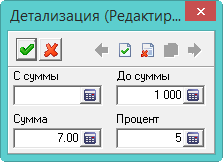 Детализация (Редактир...
С суммы До суммы
1 000
Сумма Процент
7.00 5